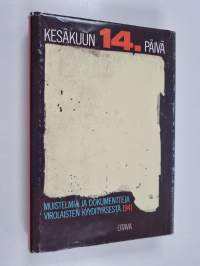 KESÄKUUN 14. PÄIVÄ
MUISTELMIA JA DOKUMENTTEJA
VIROLAISTEN KYYDITYKSESTÄ 1941
OTAVA